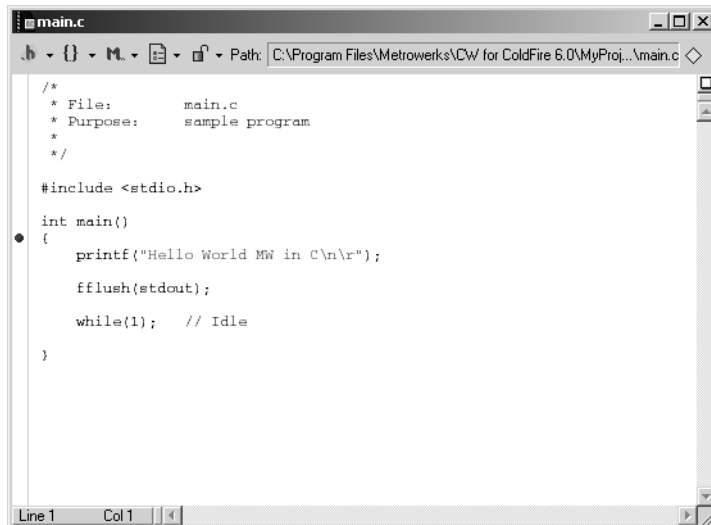 main.c
.h {} M. Path: C:\Program Files\Metrowerks\CW for ColdFire 6.0\MyProj...\main.c
/*
* File: main.c
* Purpose: sample program
*
*/
#include <stdio.h>
int main()
{
printf("Hello World MW in C\n\r");
fflush(stdout);
while(1); // Idle
}
Line 1 Col 1